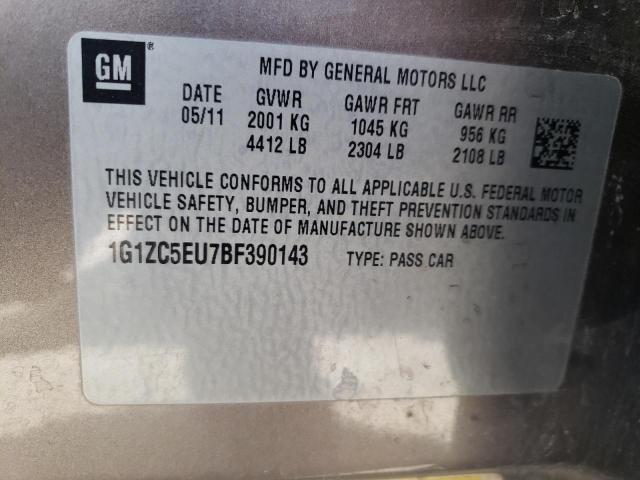 GM®
MFD BY GENERAL MOTORS LLC
DATE GVWR GAWR FRT GAWR RR
05/11 2001 KG 1045 KG 956 KG
4412 LB 2304 LB 2108 LB
THIS VEHICLE CONFORMS TO ALL APPLICABLE U.S. FEDERAL MOTOR
VEHICLE SAFETY, BUMPER, AND THEFT PREVENTION STANDARDS IN
EFFECT ON THE DATE OF MANUFACTURE SHOWN ABOVE.
1G1ZC5EU7BF390143 TYPE: PASS CAR